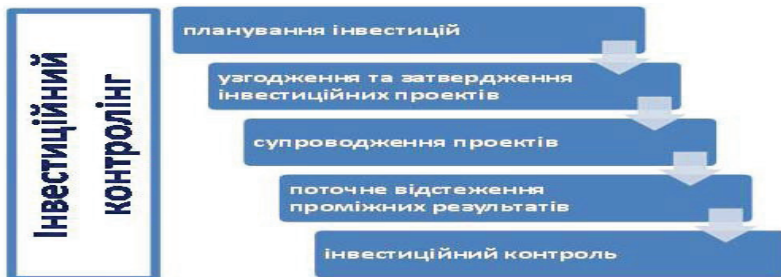 Інвестиційний
контролінг
планування інвестицій
узгодження та затвердження
інвестиційних проектів
супроводження проектів
поточне відстеження
проміжних результатів
інвестиційний контроль